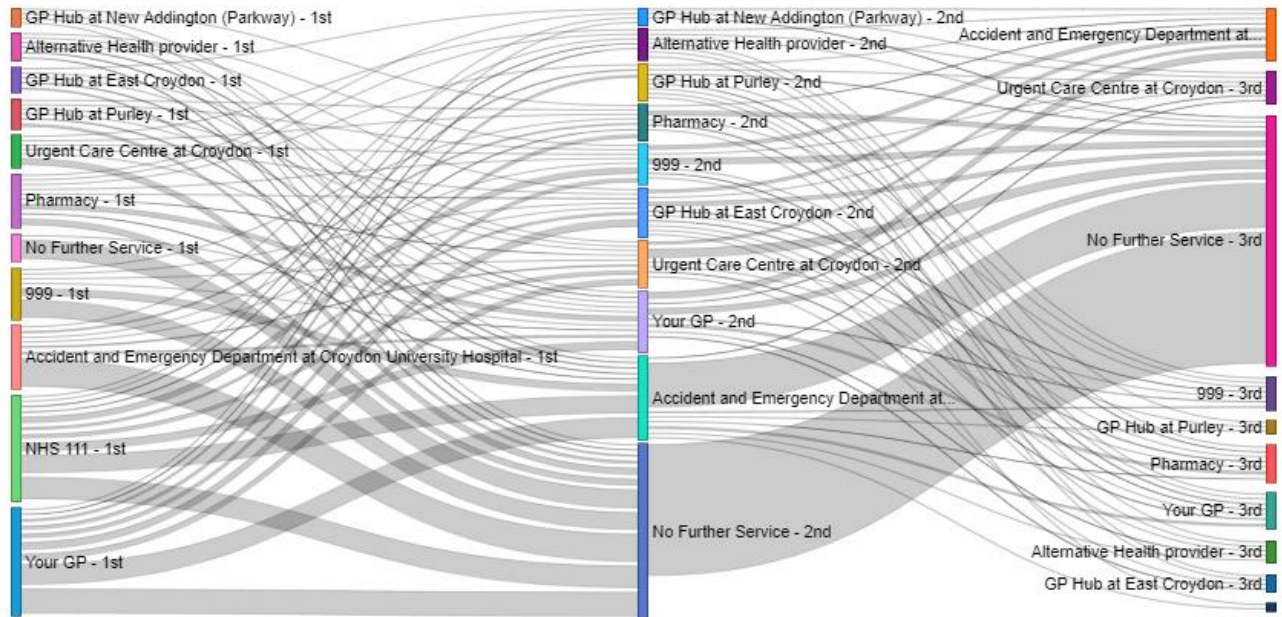 GP Hub at New Addington (Parkway) - 1st
Alternative Health provider - 1st
GP Hub at East Croydon - 1st
GP Hub at Purley - 1st
Urgent Care Centre at Croydon - 1st
Pharmacy - 1st
No Further Service - 1st
999 - 1st
Accident and Emergency Department at Croydon University Hospital - 1st
NHS 111 - 1st
Your GP - 1st
GP Hub at New Addington (Parkway) - 2nd
Alternative Health provider - 2nd
GP Hub at Purley - 2nd
Pharmacy - 2nd
999 - 2nd
GP Hub at East Croydon - 2nd
Urgent Care Centre at Croydon - 2nd
Your GP - 2nd
Accident and Emergency Department at...
No Further Service - 2nd
Accident and Emergency Department at...
Urgent Care Centre at Croydon - 3rd
No Further Service - 3rd
999 - 3rd
GP Hub at Purley - 3rd
Pharmacy - 3rd
Your GP - 3rd
Alternative Health provider - 3rd
GP Hub at East Croydon - 3rd